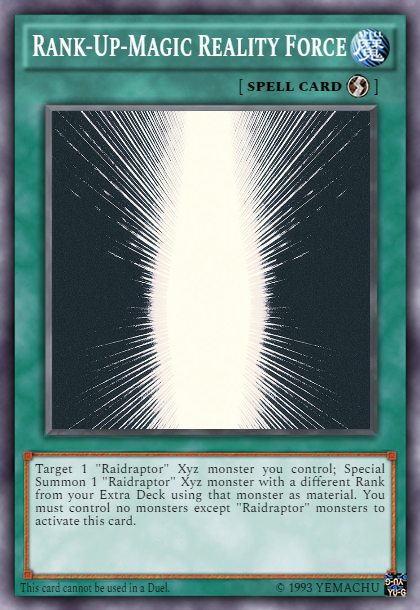 RANK-UP-MAGIC REALITY FORCE
魔
[ SPELL CARD ]
Target 1 "Raidraptor" Xyz monster you control; Special
Summon 1 "Raidraptor" Xyz monster with a different Rank
from your Extra Deck using that monster as material. You
must control no monsters except "Raidraptor" monsters to
activate this card.
This card cannot be used in a Duel.
© 1993 YEMACHU